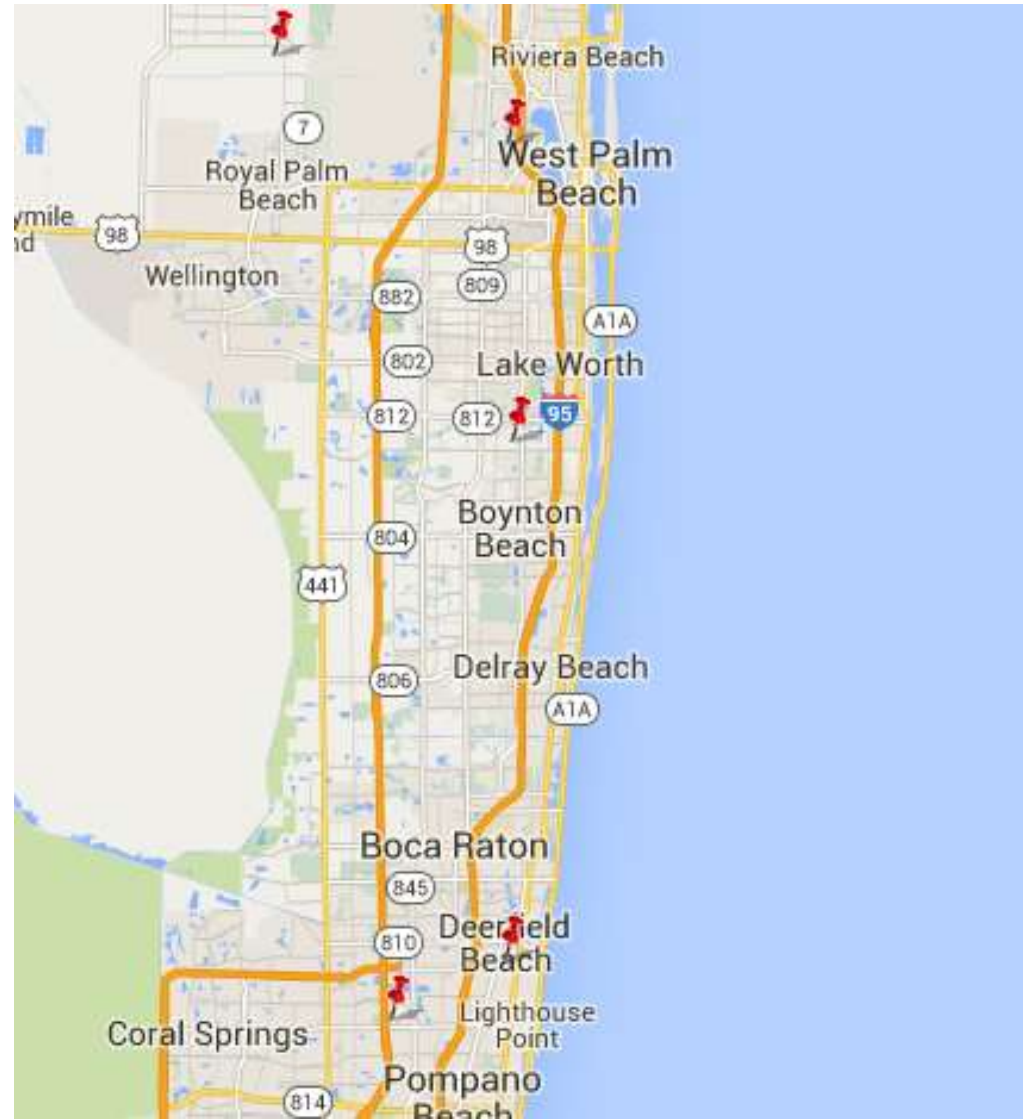 Riviera Beach
7
West Palm
Beach
Royal Palm
Beach
ymile
nd
98
98
Wellington
809
882
A1A
802
Lake Worth
812
812
95
Boynton
Beach
804
441
Delray Beach
806
A1A
Boca Raton
845
Deerfield
Beach
810
Lighthouse
Point
Coral Springs
Pompano
Beach
814